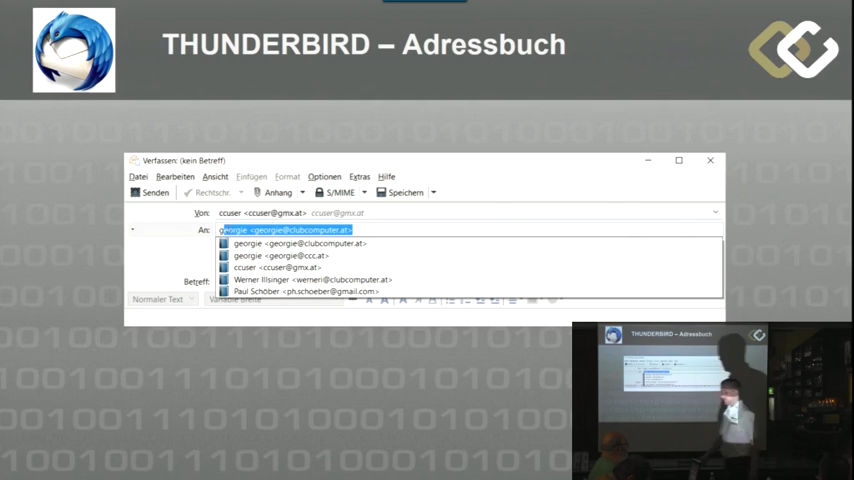 THUNDERBIRD – Adressbuch
Verfassen: (kein Betreff)
Datei Bearbeiten Ansicht Einfügen Format Optionen Extras Hilfe
Senden Rechtschr. Anhang S/MIME Speichern
Von: ccuser <ccuser@gmx.at> ccuser@gmx.at
An: georgie <georgie@clubcomputer.at>
georgie <georgie@clubcomputer.at>
georgie <georgie@ccc.at>
ccuser <ccuser@gmx.at>
Werner Illsinger <werneri@clubcomputer.at>
Betreff:
Paul Schöber <ph.schoeber@gmail.com>
Normaler Text Variable Breite
THUNDERBIRD – Adressbuch